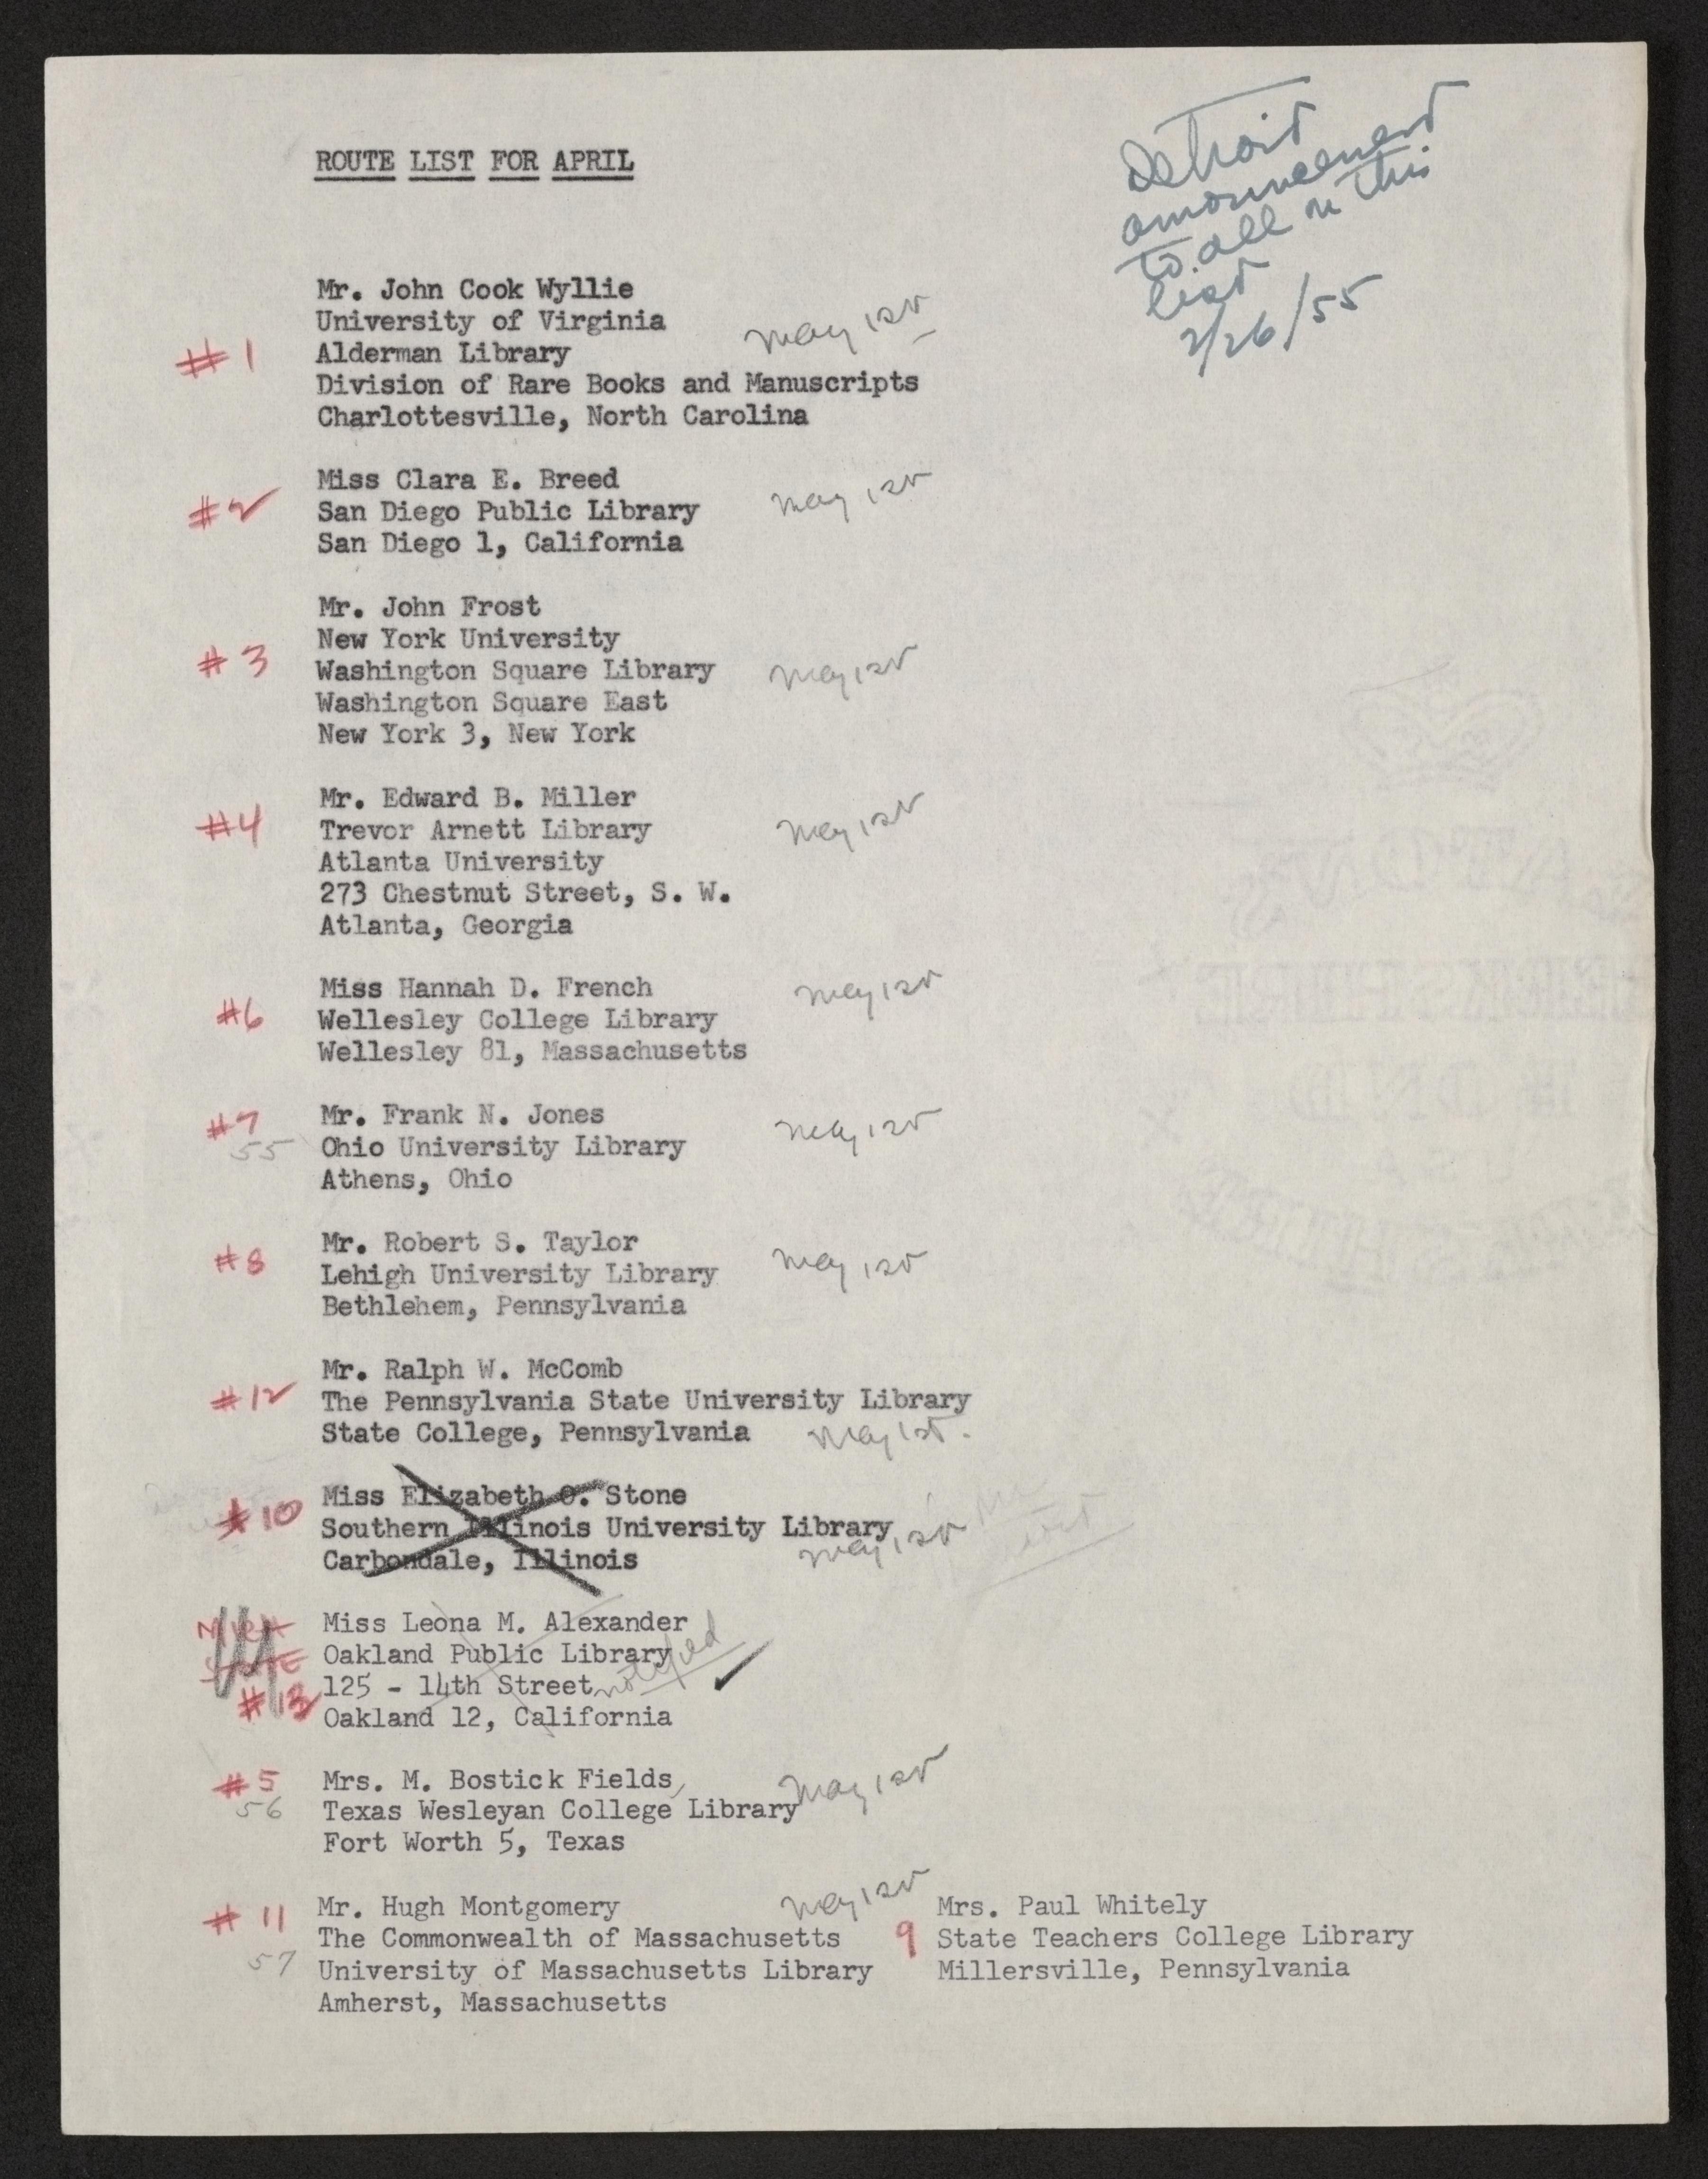 ROUTE LIST FOR APRIL
Detroit
announcement
to all on this
list
2/26/55
#1
Mr. John Cook Wyllie
University of Virginia
Alderman Library
Division of Rare Books and Manuscripts
Charlottesville, North Carolina
May 1st
#2
Miss Clara E. Breed
San Diego Public Library
San Diego 1, California
May 1st
#3
Mr. John Frost
New York University
Washington Square Library
Washington Square East
New York 3, New York
May 1st
#4
Mr. Edward B. Miller
Trevor Arnett Library
Atlanta University
273 Chestnut Street, S. W.
Atlanta, Georgia
May 1st
#6
Miss Hannah D. French
Wellesley College Library
Wellesley 81, Massachusetts
May 1st
#7
55
Mr. Frank N. Jones
Ohio University Library
Athens, Ohio
May 1st
#8
Mr. Robert S. Taylor
Lehigh University Library
Bethlehem, Pennsylvania
May 1st
#12
Mr. Ralph W. McComb
The Pennsylvania State University Library
State College, Pennsylvania
May 1st.
#10
Miss Elizabeth O. Stone
Southern Illinois University Library
Carbondale, Illinois
May 1st
#13
Miss Leona M. Alexander
Oakland Public Library
125 - 14th Street
Oakland 12, California
notified
#5
56
Mrs. M. Bostick Fields
Texas Wesleyan College Library
Fort Worth 5, Texas
May 1st
#11
57
Mr. Hugh Montgomery
The Commonwealth of Massachusetts
University of Massachusetts Library
Amherst, Massachusetts
May 1st
9
Mrs. Paul Whitely
State Teachers College Library
Millersville, Pennsylvania